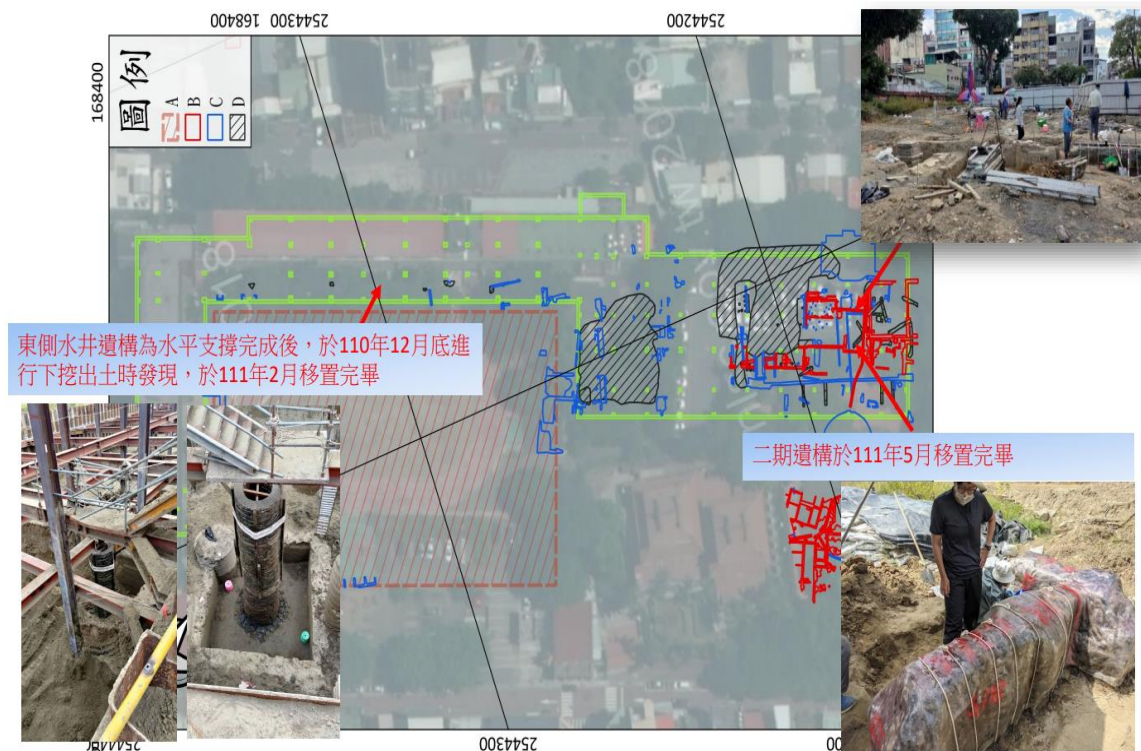 168400
2544300
2544200
168400
圖例
A
B
C
D
東側水井遺構為水平支撐完成後，於110年12月底進
行下挖出土時發現，於111年2月移置完畢
二期遺構於111年5月移置完畢
2544300